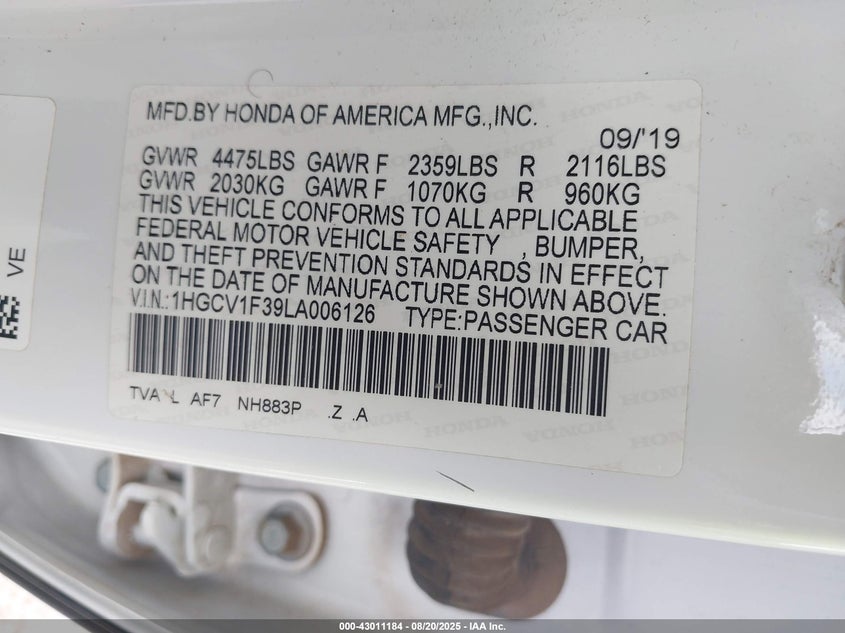 MFD.BY HONDA OF AMERICA MFG.,INC.
09/'19
GVWR 4475LBS GAWR F 2359LBS R 2116LBS
GVWR 2030KG GAWR F 1070KG R 960KG
THIS VEHICLE CONFORMS TO ALL APPLICABLE
FEDERAL MOTOR VEHICLE SAFETY , BUMPER,
AND THEFT PREVENTION STANDARDS IN EFFECT
ON THE DATE OF MANUFACTURE SHOWN ABOVE.
V.I.N.:1HGCV1F39LA006126 TYPE:PASSENGER CAR
AF7 NH883P .Z .A
VE
000-43011184 - 08/20/2025 - IAA Inc.